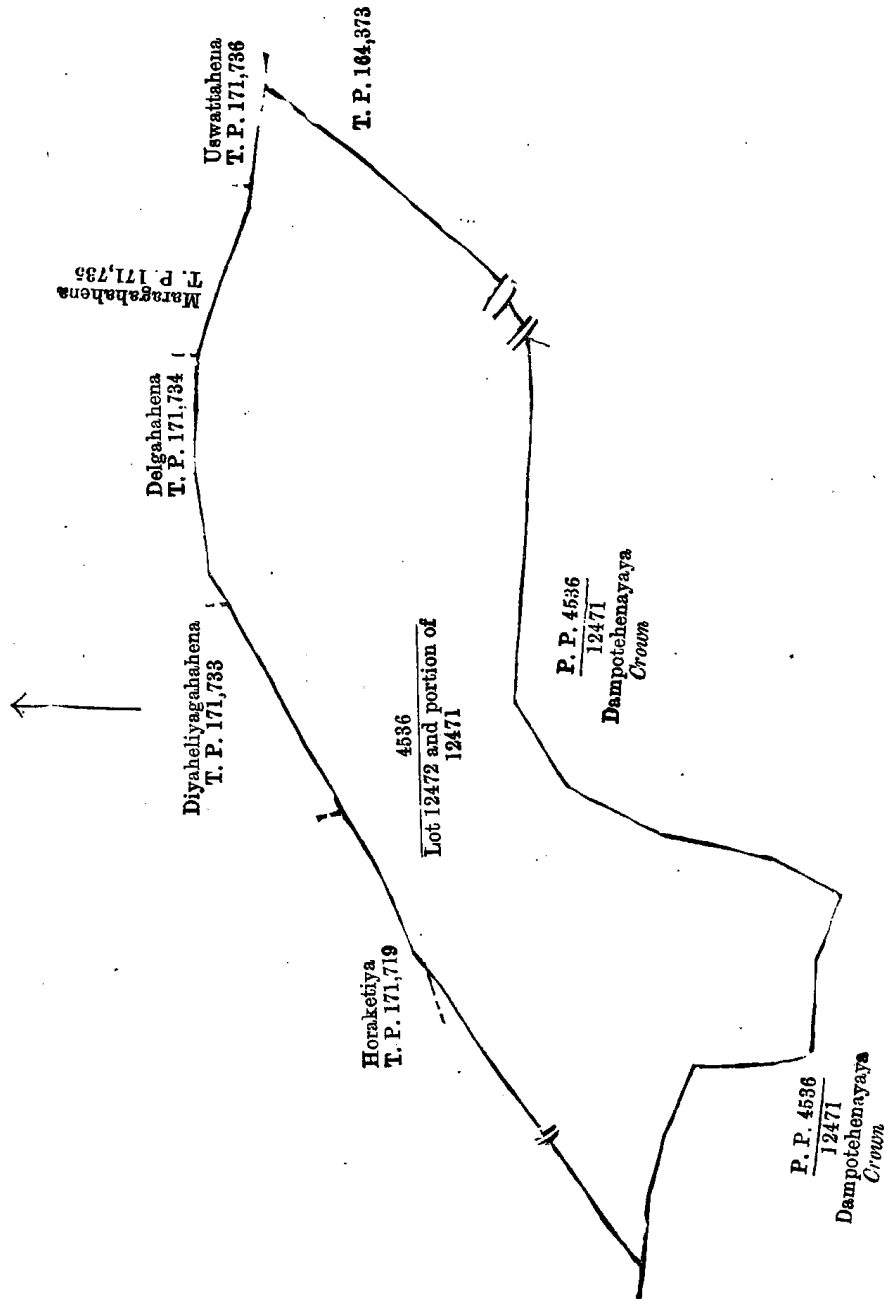 Uswattahena
T. P. 171,736
T. P. 164,373
Maragahahena
T. P. 171,735
Delgahahena
T. P. 171,734
Diyaheliyagahahena
T. P. 171,733
4536
Lot 12472 and portion of
12471
P. P. 4536
12471
Dampotehenayaya
Crown
Horaketiya
T. P. 171,719
P. P. 4536
12471
Dampotehenayaya
Crown